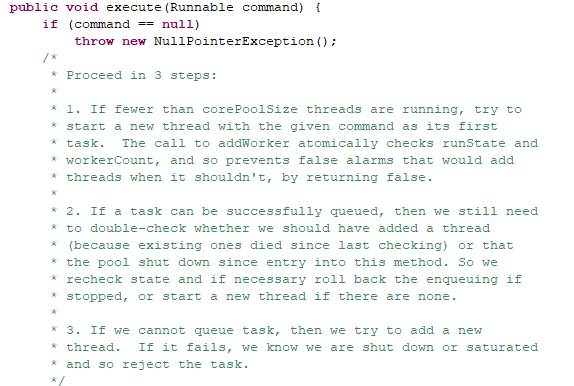 public void execute(Runnable command) {
    if (command == null)
        throw new NullPointerException();
    /*
     * Proceed in 3 steps:
     *
     * 1. If fewer than corePoolSize threads are running, try to
     * start a new thread with the given command as its first
     * task.  The call to addWorker atomically checks runState and
     * workerCount, and so prevents false alarms that would add
     * threads when it shouldn't, by returning false.
     *
     * 2. If a task can be successfully queued, then we still need
     * to double-check whether we should have added a thread
     * (because existing ones died since last checking) or that
     * the pool shut down since entry into this method. So we
     * recheck state and if necessary roll back the enqueuing if
     * stopped, or start a new thread if there are none.
     *
     * 3. If we cannot queue task, then we try to add a new
     * thread.  If it fails, we know we are shut down or saturated
     * and so reject the task.
     */